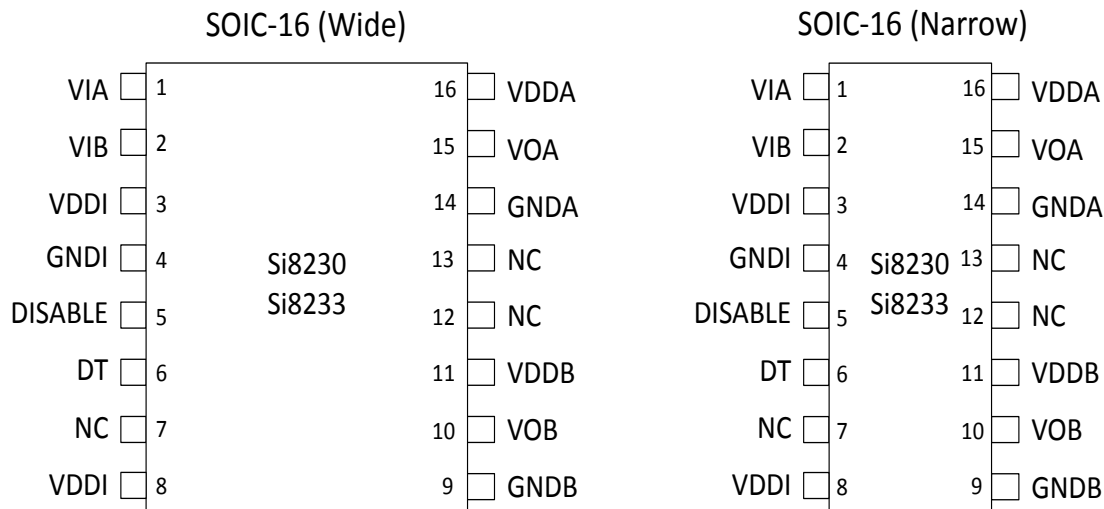 SOIC-16 (Wide)
VIA 1 16 VDDA
VIB 2 15 VOA
VDDI 3 14 GNDA
GNDI 4 13 NC
Si8230
Si8233
DISABLE 5 12 NC
DT 6 11 VDDB
NC 7 10 VOB
VDDI 8 9 GNDB
SOIC-16 (Narrow)
VIA 1 16 VDDA
VIB 2 15 VOA
VDDI 3 14 GNDA
GNDI 4 13 NC
Si8230
Si8233
DISABLE 5 12 NC
DT 6 11 VDDB
NC 7 10 VOB
VDDI 8 9 GNDB